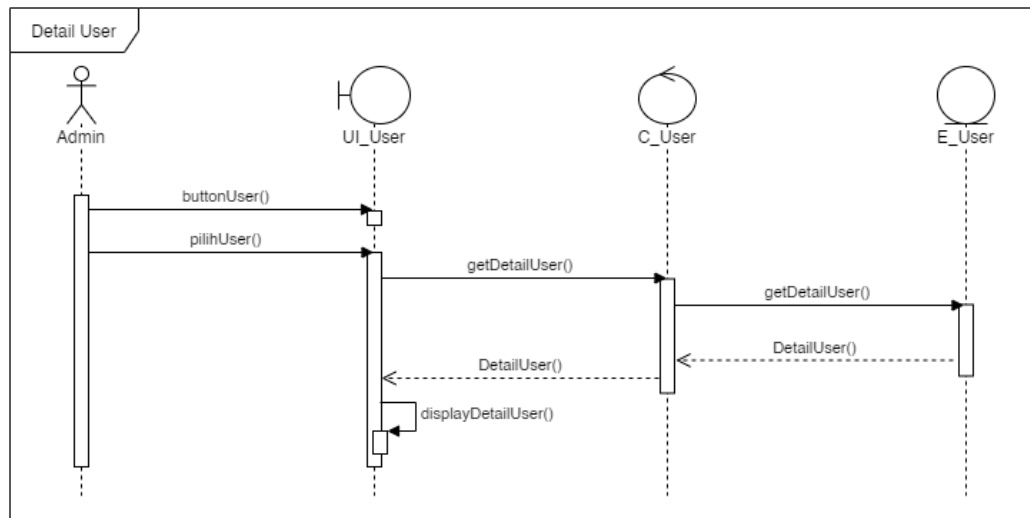 Detail User
Admin
UI_User
C_User
E_User
buttonUser()
pilihUser()
getDetailUser()
getDetailUser()
DetailUser()
DetailUser()
displayDetailUser()